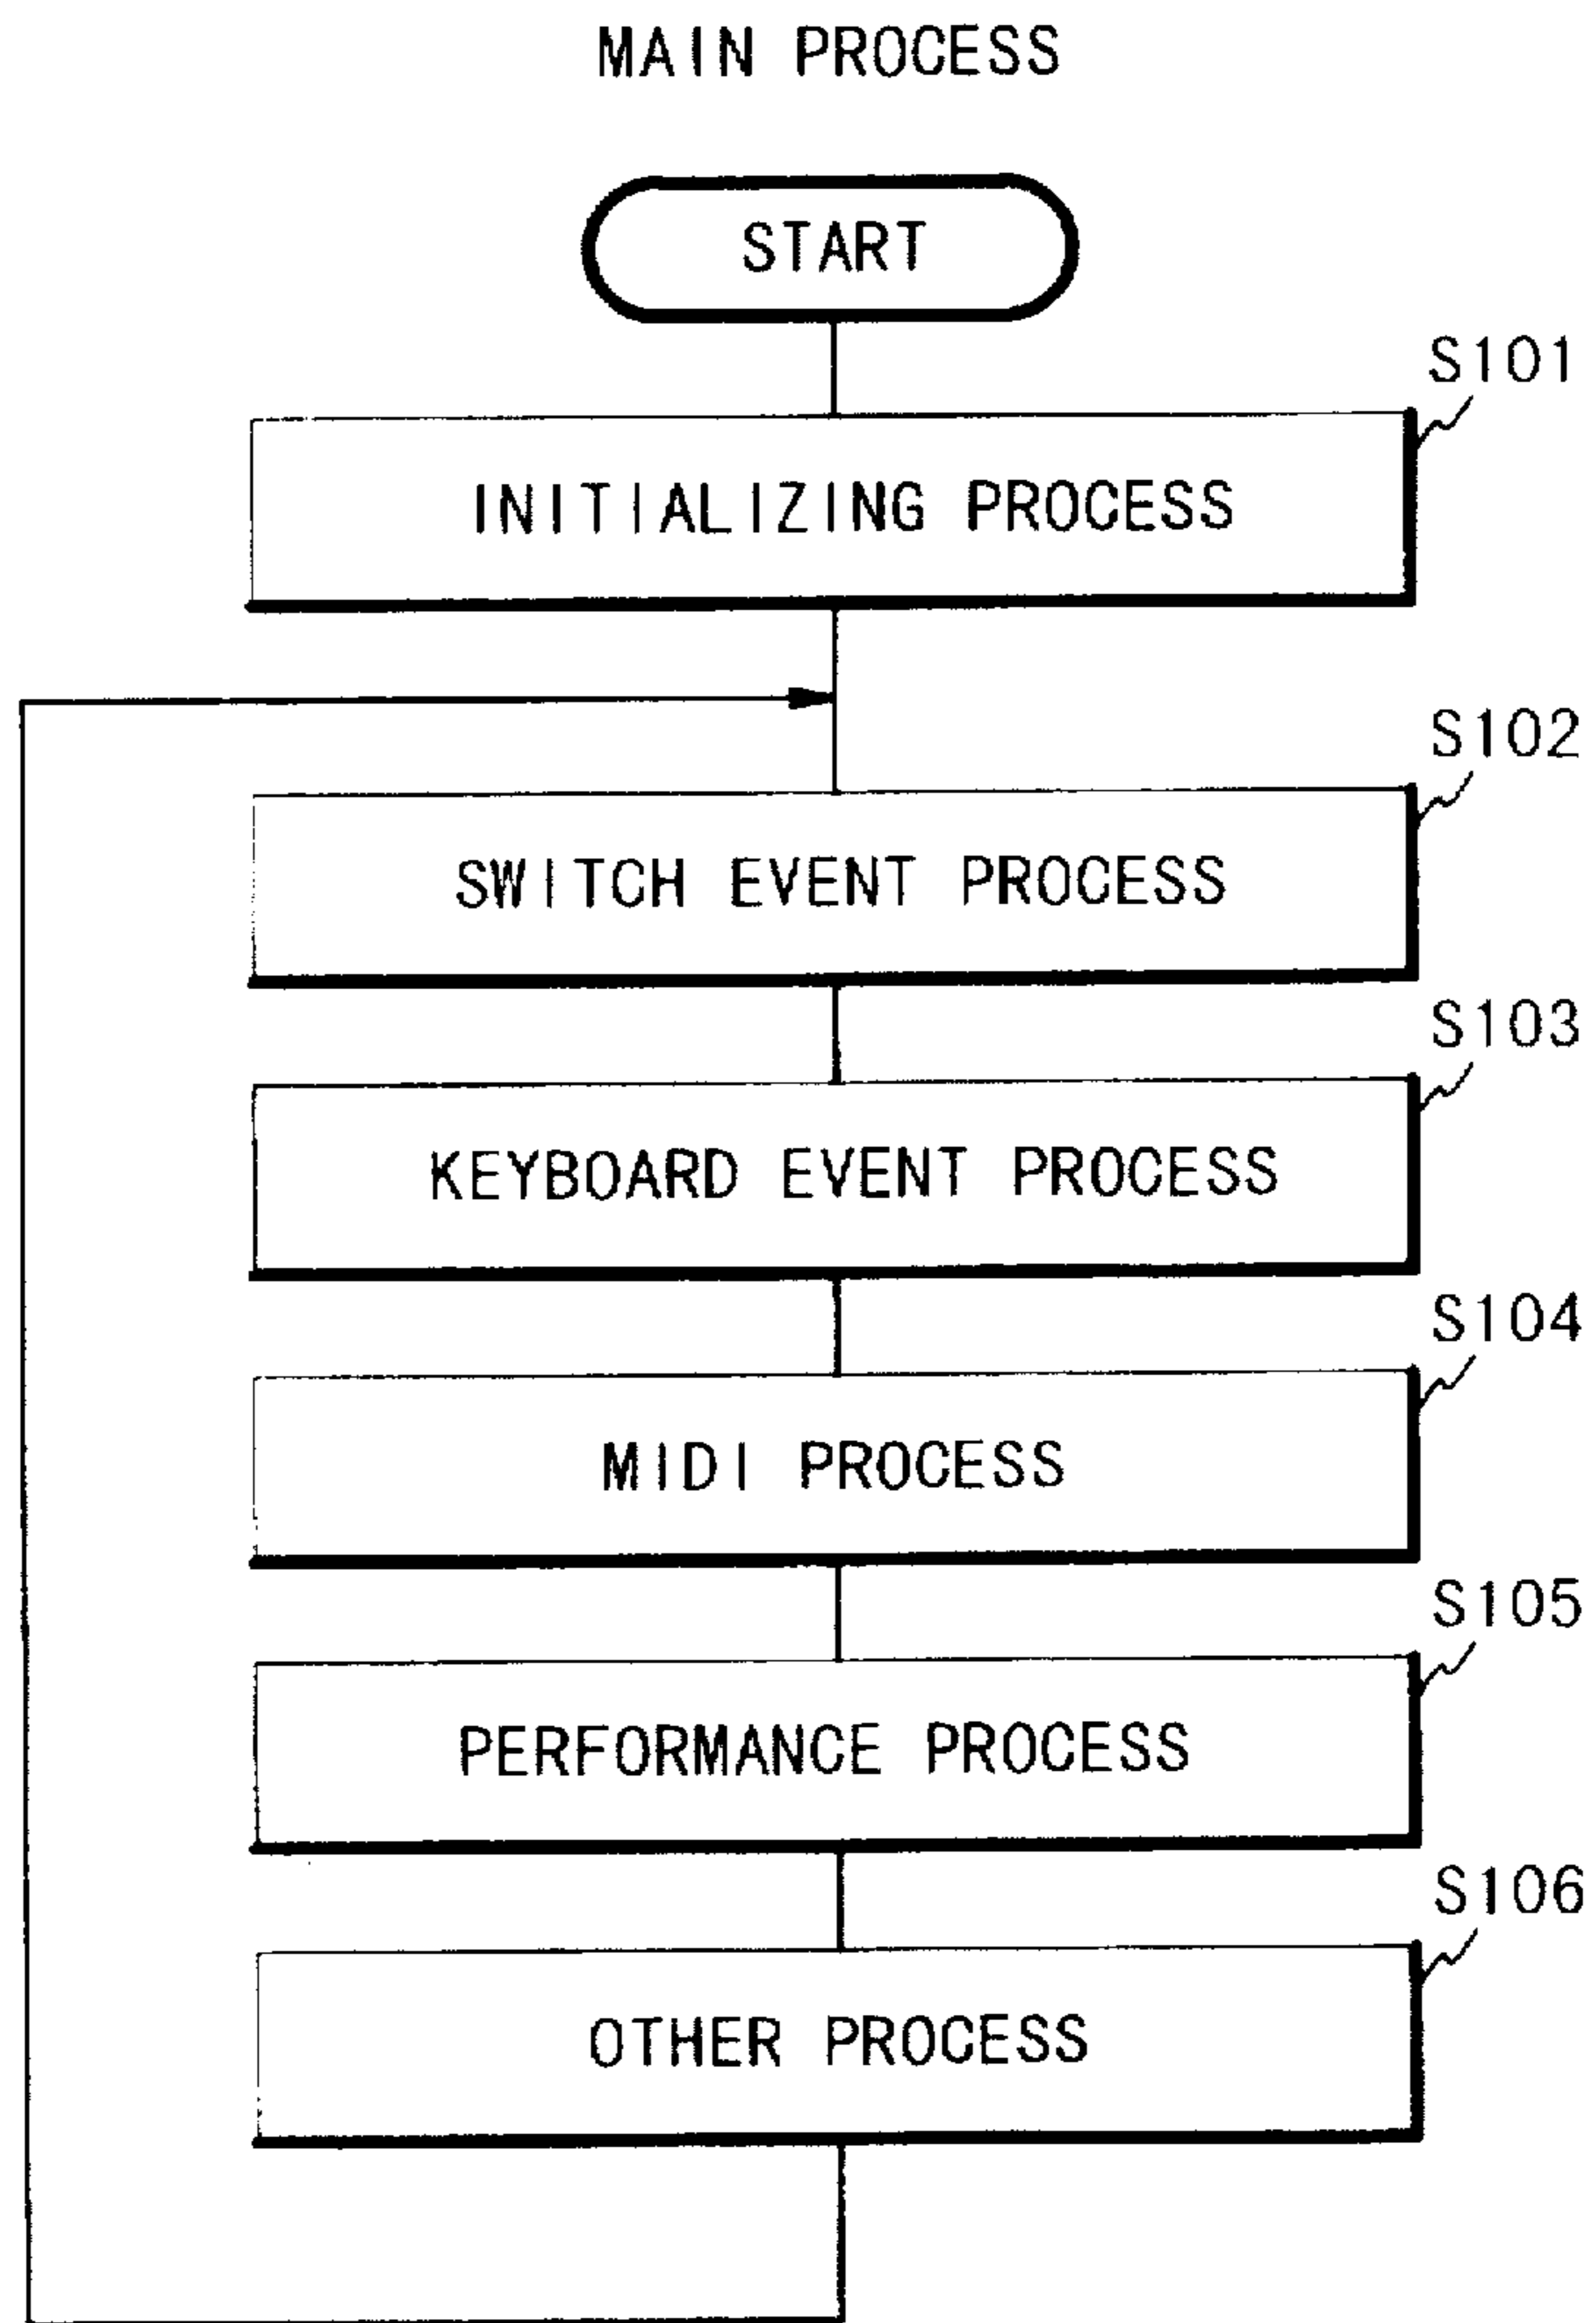 MAIN PROCESS
START
S101
INITIALIZING PROCESS
S102
SWITCH EVENT PROCESS
S103
KEYBOARD EVENT PROCESS
S104
MIDI PROCESS
S105
PERFORMANCE PROCESS
S106
OTHER PROCESS